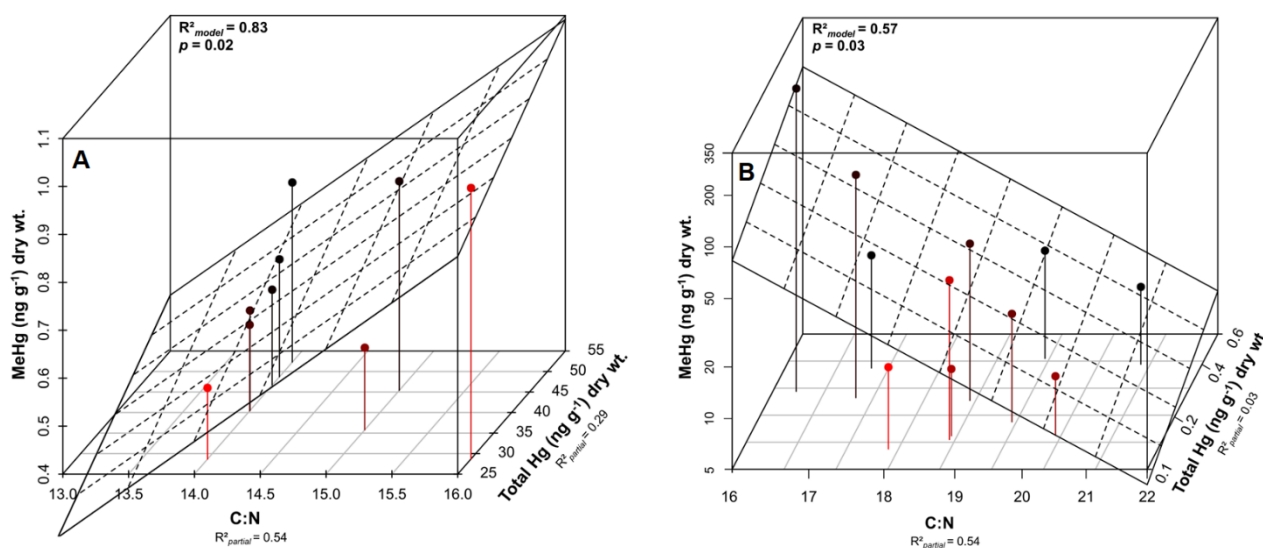 R²model = 0.83
p = 0.02
A
MeHg (ng g⁻¹) dry wt.
1.1
1.0
0.9
0.8
0.7
0.6
0.5
0.4
13.0
14.0
14.5
15.0
15.5
16.0
C:N
R²partial = 0.54
25
30
35
40
45
50
55
Total Hg (ng g⁻¹) dry wt.
R²partial = 0.29
R²model = 0.57
p = 0.03
B
MeHg (ng g⁻¹) dry wt.
350
200
100
50
20
10
5
16
17
18
19
20
21
22
C:N
R²partial = 0.54
0.1
0.2
0.4
0.6
Total Hg (ng g⁻¹) dry wt.
R²partial = 0.03